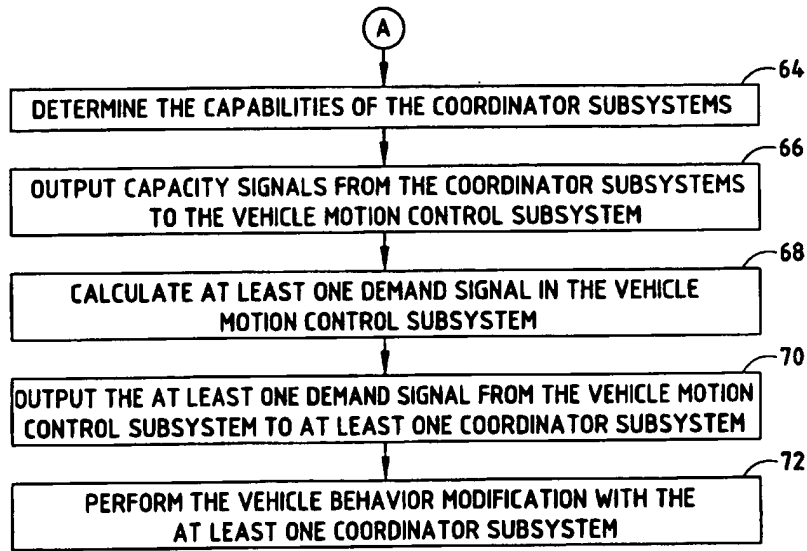 A
64
DETERMINE THE CAPABILITIES OF THE COORDINATOR SUBSYSTEMS
66
OUTPUT CAPACITY SIGNALS FROM THE COORDINATOR SUBSYSTEMS
TO THE VEHICLE MOTION CONTROL SUBSYSTEM
68
CALCULATE AT LEAST ONE DEMAND SIGNAL IN THE VEHICLE
MOTION CONTROL SUBSYSTEM
70
OUTPUT THE AT LEAST ONE DEMAND SIGNAL FROM THE VEHICLE MOTION
CONTROL SUBSYSTEM TO AT LEAST ONE COORDINATOR SUBSYSTEM
72
PERFORM THE VEHICLE BEHAVIOR MODIFICATION WITH THE
AT LEAST ONE COORDINATOR SUBSYSTEM